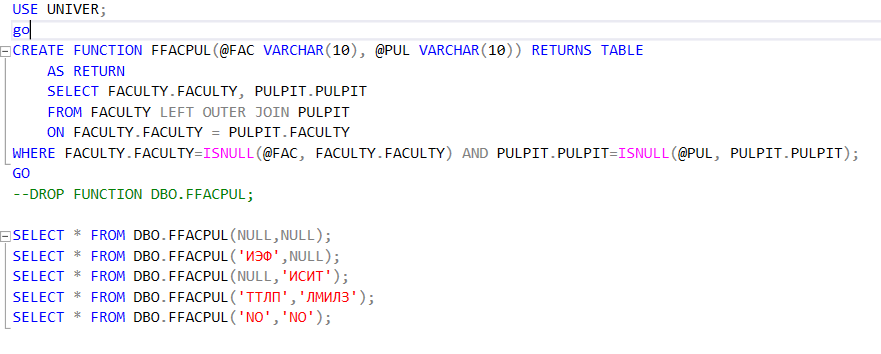 USE UNIVER;
go
CREATE FUNCTION FFACPUL(@FAC VARCHAR(10), @PUL VARCHAR(10)) RETURNS TABLE
AS RETURN
SELECT FACULTY.FACULTY, PULPIT.PULPIT
FROM FACULTY LEFT OUTER JOIN PULPIT
ON FACULTY.FACULTY = PULPIT.FACULTY
WHERE FACULTY.FACULTY=ISNULL(@FAC, FACULTY.FACULTY) AND PULPIT.PULPIT=ISNULL(@PUL, PULPIT.PULPIT);
GO
--DROP FUNCTION DBO.FFACPUL;
SELECT * FROM DBO.FFACPUL(NULL,NULL);
SELECT * FROM DBO.FFACPUL('ИЭФ',NULL);
SELECT * FROM DBO.FFACPUL(NULL,'ИСИТ');
SELECT * FROM DBO.FFACPUL('ТТЛП','ЛМИЛЗ');
SELECT * FROM DBO.FFACPUL('NO','NO');